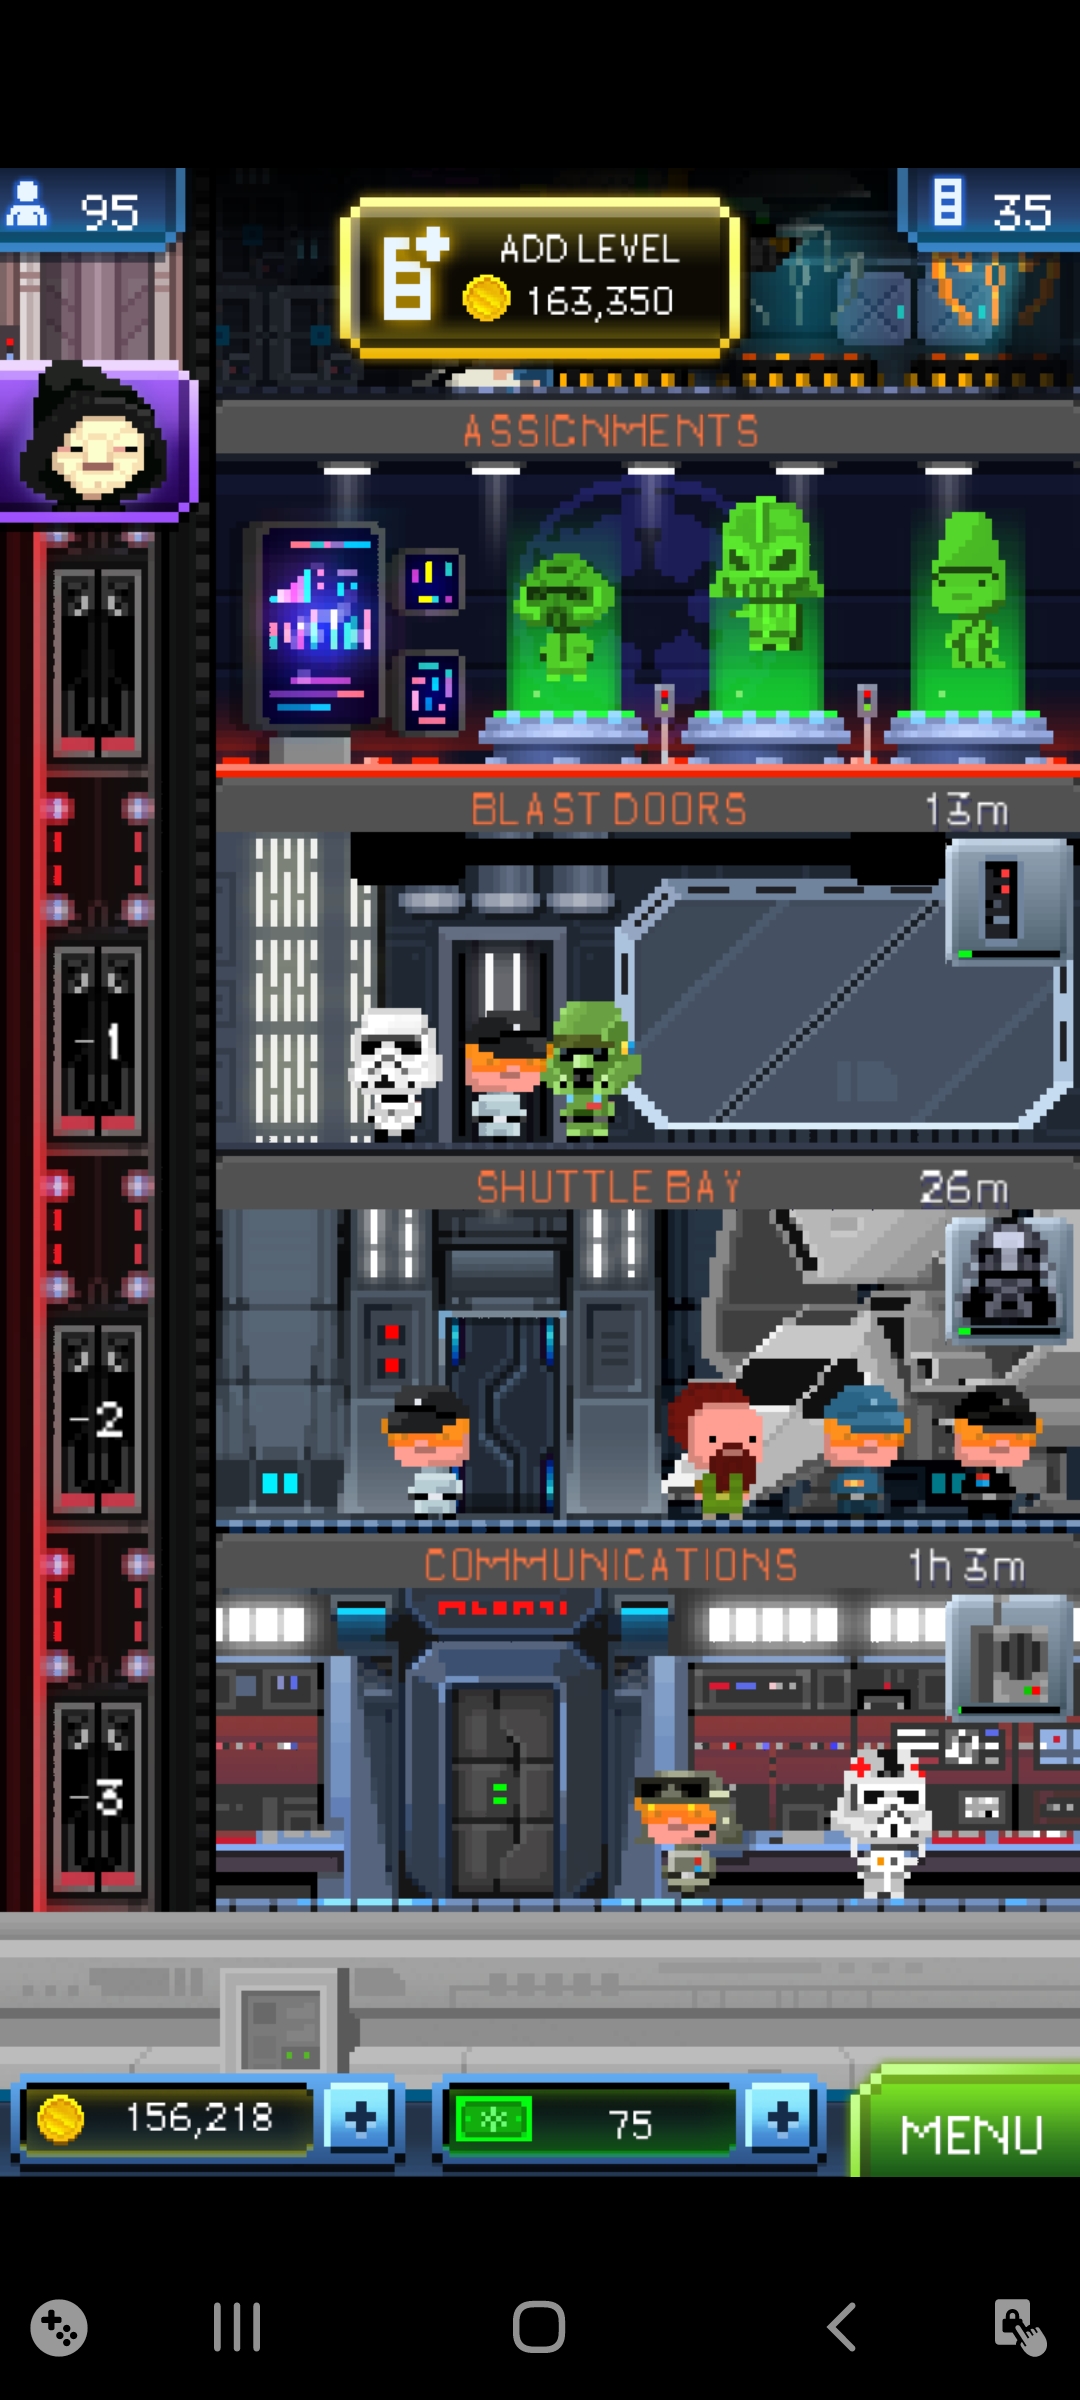 95
ADD LEVEL
163,350
35
ASSIGNMENTS
BLAST DOORS 13m
-1
SHUTTLE BAY 26m
-2
COMMUNICATIONS 1h 3m
-3
156,218
75
MENU